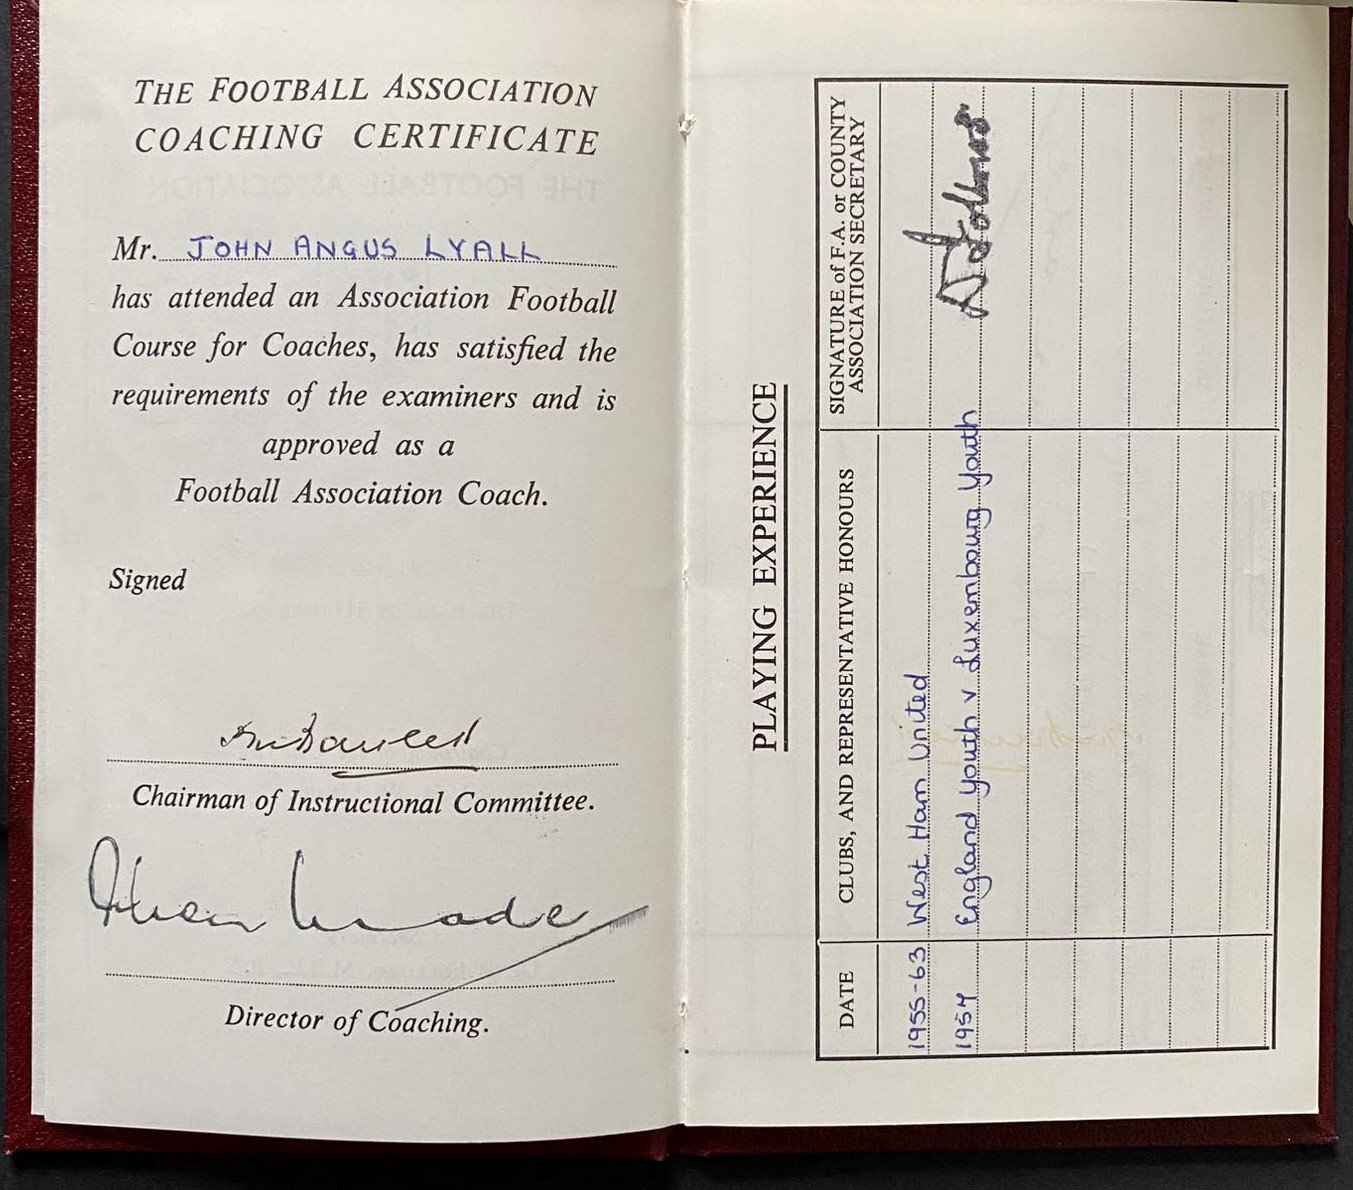 THE FOOTBALL ASSOCIATION
COACHING CERTIFICATE
Mr. JOHN ANGUS LYALL
has attended an Association Football
Course for Coaches, has satisfied the
requirements of the examiners and is
approved as a
Football Association Coach.
Signed
Chairman of Instructional Committee.
Director of Coaching.
PLAYING EXPERIENCE
DATE
CLUBS, AND REPRESENTATIVE HONOURS
SIGNATURE of F.A. or COUNTY
ASSOCIATION SECRETARY
1955-63 West Ham United
1957 England Youth v Luxembourg Youth